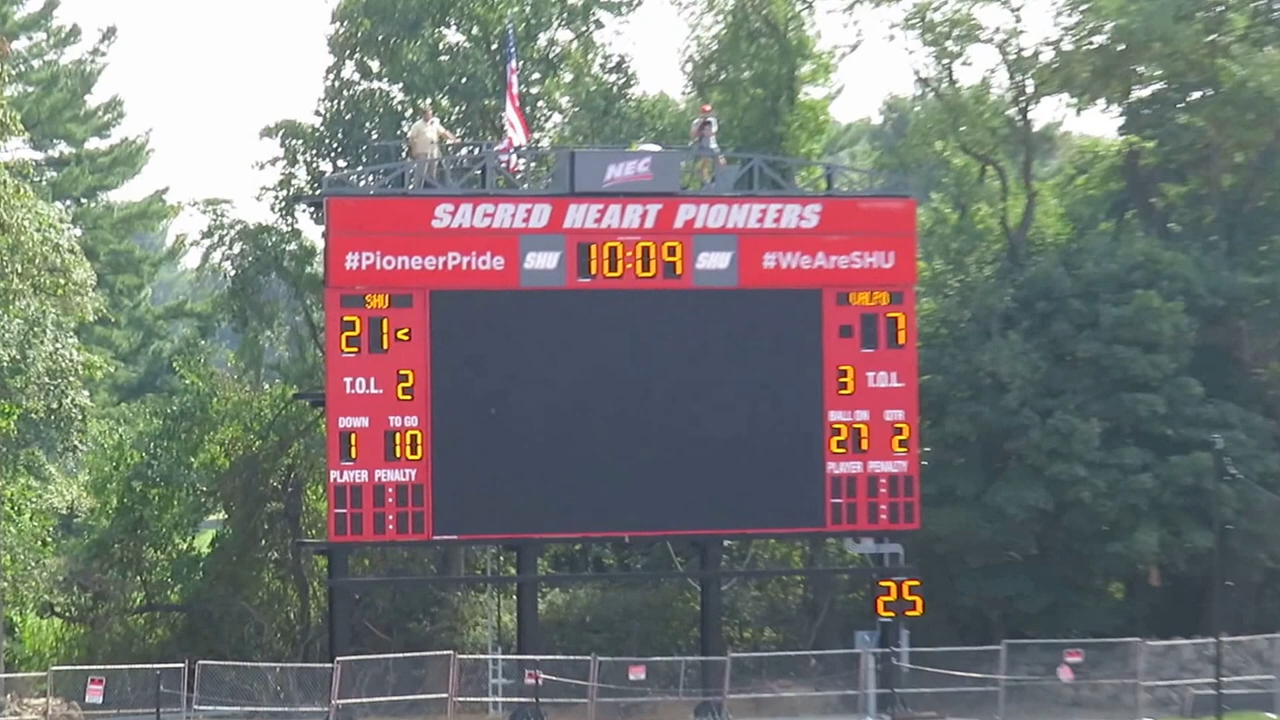 NEC
SACRED HEART PIONEERS
#PioneerPride SHU 10:09 SHU #WeAreSHU
SHU
21<
T.O.L. 2
DOWN TO GO
1 10
PLAYER PENALTY
VALPO
7
3 T.O.L.
BALL ON QTR
27 2
PLAYER PENALTY
25